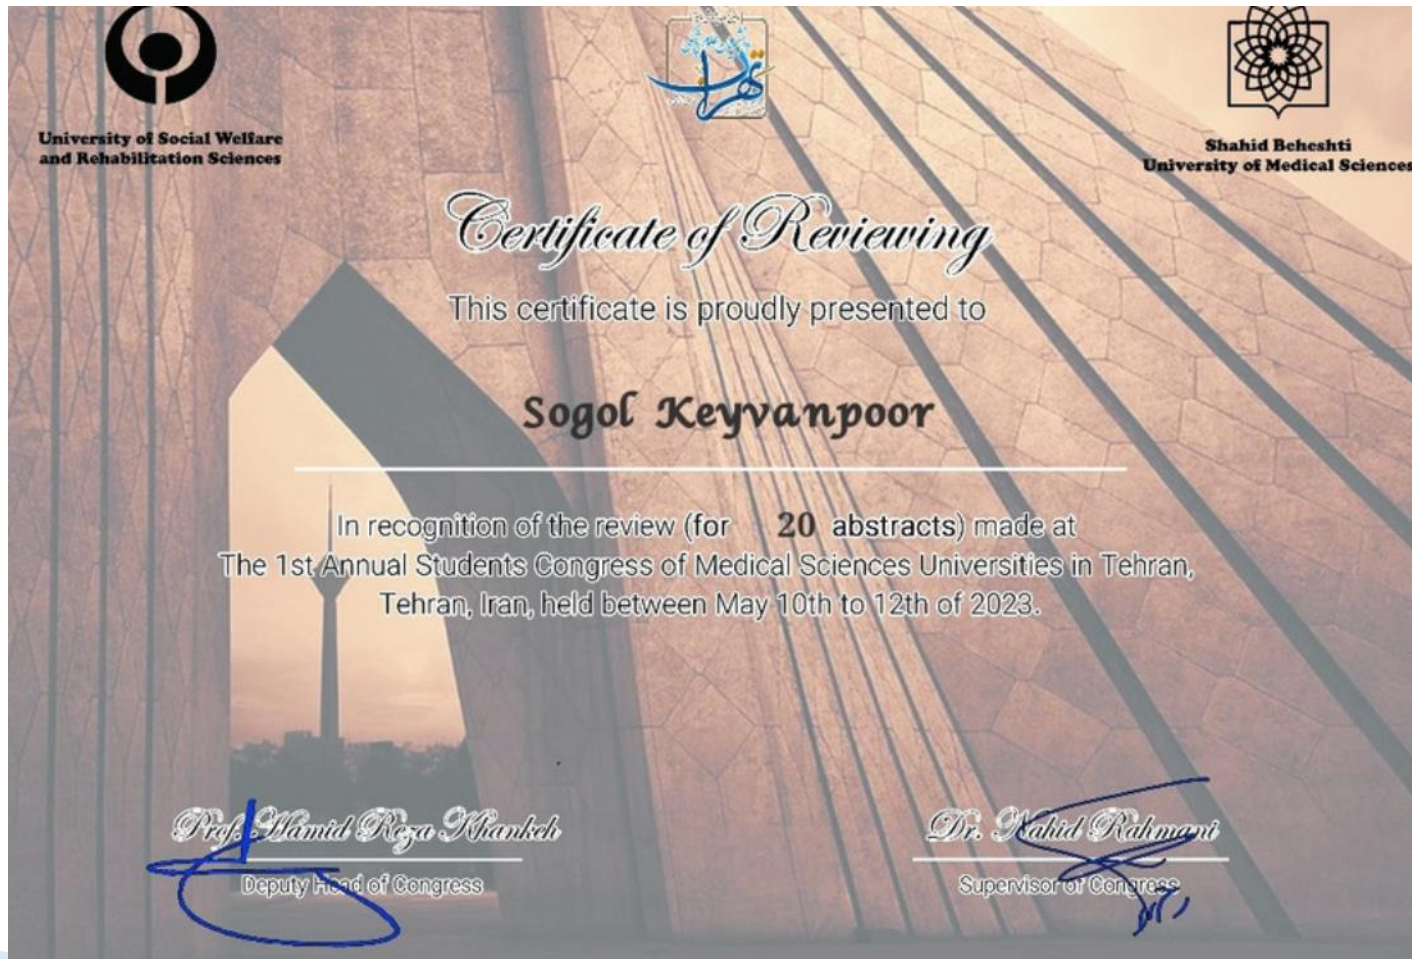 University of Social Welfare
and Rehabilitation Sciences
تهران
Shahid Beheshti
University of Medical Sciences
Certificate of Reviewing
This certificate is proudly presented to
Sogol Keyvanpoor
In recognition of the review (for 20 abstracts) made at
The 1st Annual Students Congress of Medical Sciences Universities in Tehran,
Tehran, Iran, held between May 10th to 12th of 2023.
Prof. Hamid Reza Khankeh
Deputy Head of Congress
Dr. Nahid Rahmani
Supervisor of Congress